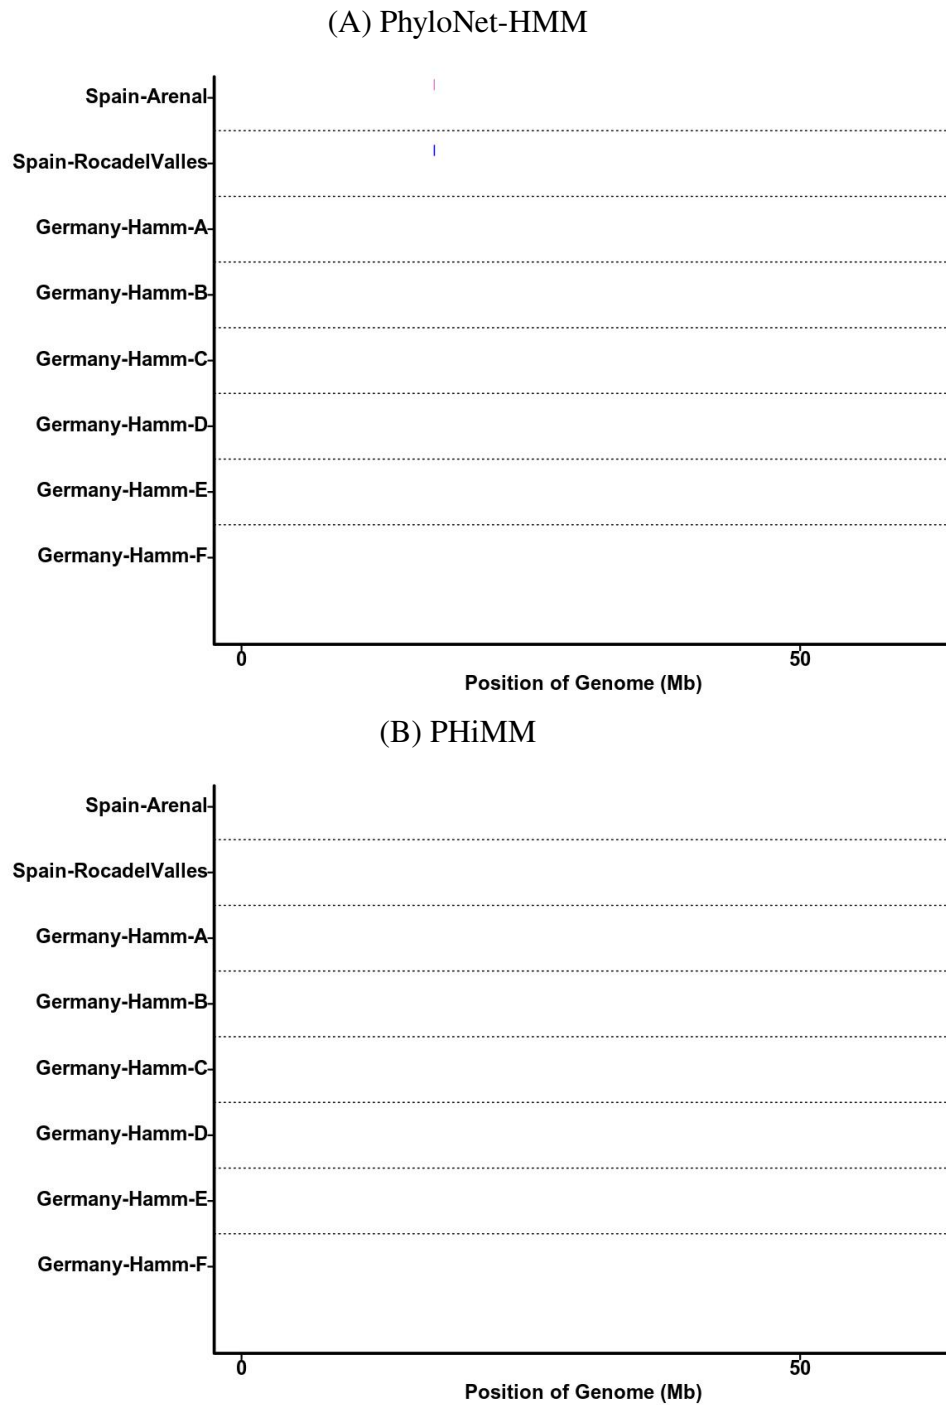 (A) PhyloNet-HMM
Spain-Arenal
Spain-RocadelValles
Germany-Hamm-A
Germany-Hamm-B
Germany-Hamm-C
Germany-Hamm-D
Germany-Hamm-E
Germany-Hamm-F
0 50
Position of Genome (Mb)
(B) PHiMM
Spain-Arenal
Spain-RocadelValles
Germany-Hamm-A
Germany-Hamm-B
Germany-Hamm-C
Germany-Hamm-D
Germany-Hamm-E
Germany-Hamm-F
0 50
Position of Genome (Mb)